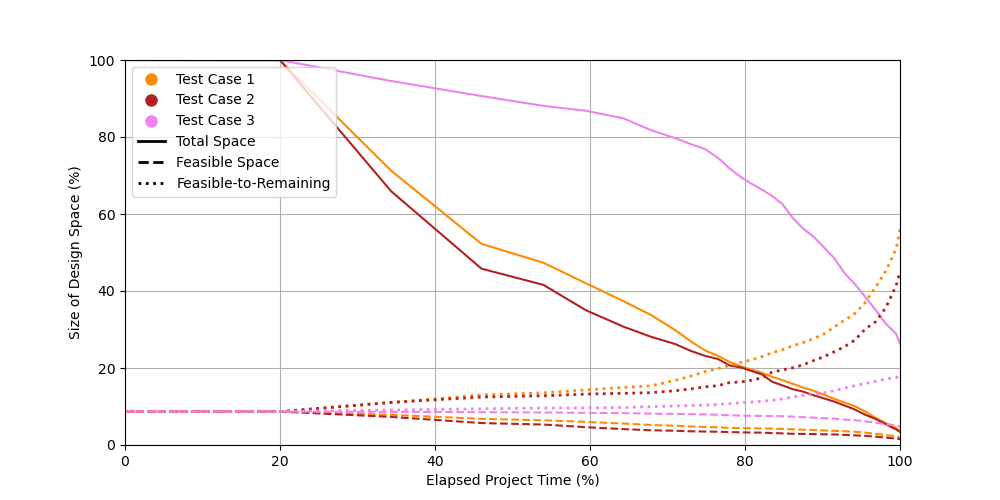 100
80
60
40
20
0
Size of Design Space (%)
Test Case 1
Test Case 2
Test Case 3
Total Space
Feasible Space
Feasible-to-Remaining
0 20 40 60 80 100
Elapsed Project Time (%)